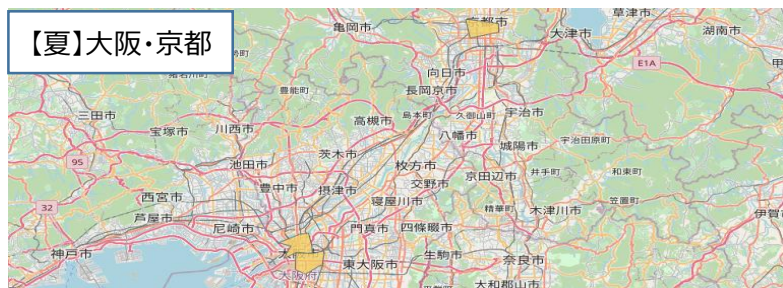 【夏】大阪・京都
亀岡市
京都市
大津市
草津市
湖南市
E1A
向日市
長岡京市
豊能町
島本町
久御山町
宇治市
三田市
宝塚市
川西市
高槻市
八幡市
城陽市
宇治田原町
95
池田市
茨木市
枚方市
京田辺市
井手町
和束町
西宮市
豊中市
摂津市
交野市
32
寝屋川市
精華町
木津川市
笠置町
芦屋市
尼崎市
門真市
四條畷市
神戸市
大阪府
東大阪市
生駒市
奈良市
大和郡山市